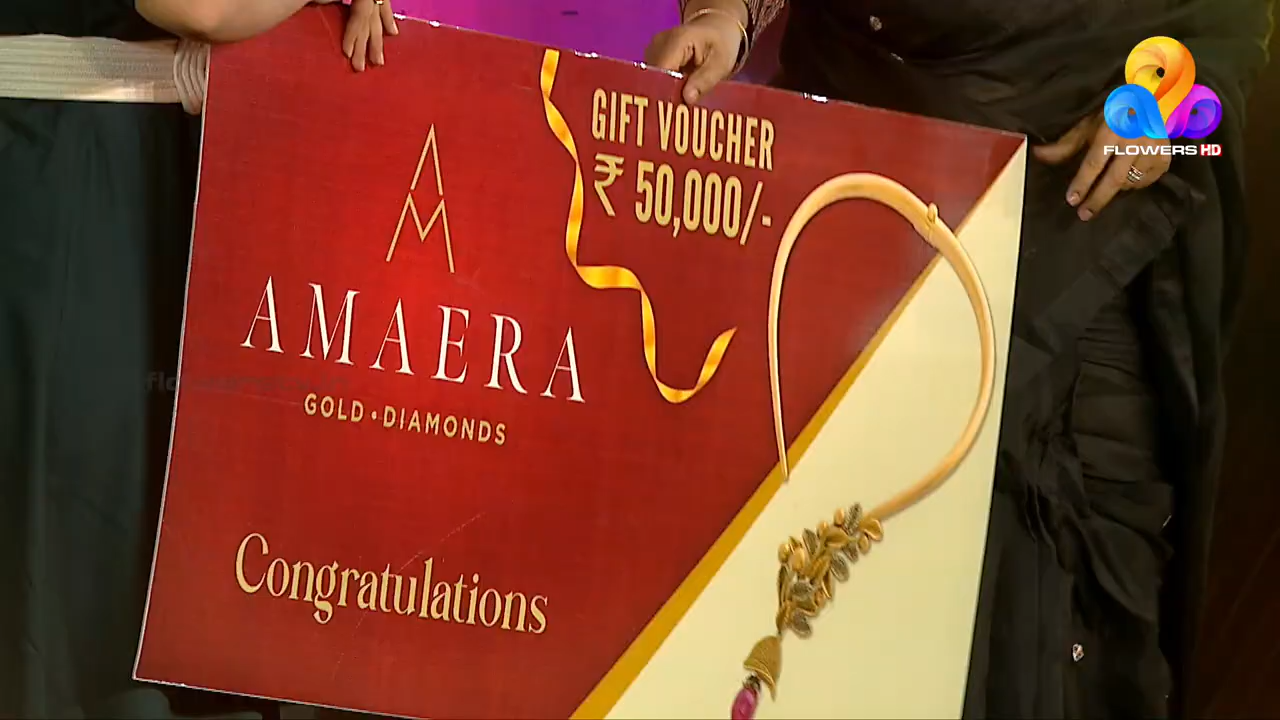 GIFT VOUCHER
₹ 50,000/-
AMAERA
GOLD • DIAMONDS
Congratulations
FLOWERS HD